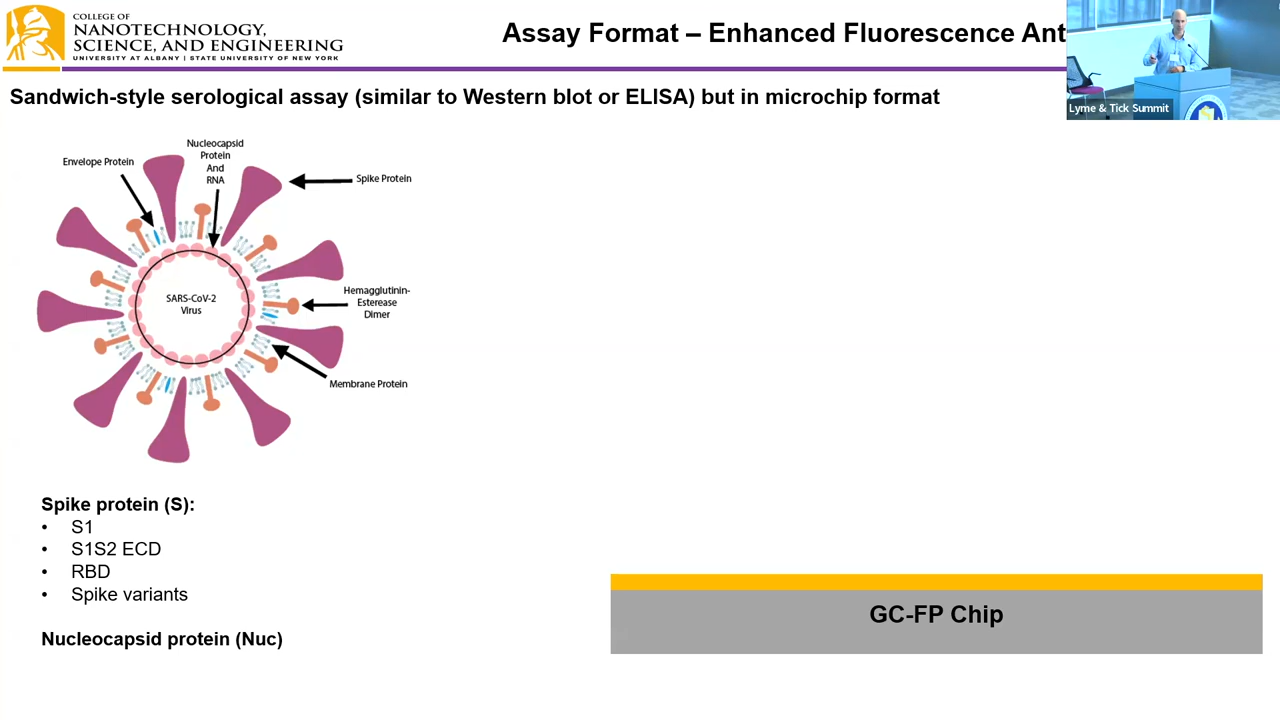 COLLEGE OF
NANOTECHNOLOGY,
SCIENCE, AND ENGINEERING
UNIVERSITY AT ALBANY | STATE UNIVERSITY OF NEW YORK
Assay Format – Enhanced Fluorescence Ant
Lyme & Tick Summit
Sandwich-style serological assay (similar to Western blot or ELISA) but in microchip format
Envelope Protein
Nucleocapsid
Protein
And
RNA
Spike Protein
SARS-CoV-2
Virus
Hemagglutinin-
Esterease
Dimer
Membrane Protein
Spike protein (S):
• S1
• S1S2 ECD
• RBD
• Spike variants
Nucleocapsid protein (Nuc)
GC-FP Chip